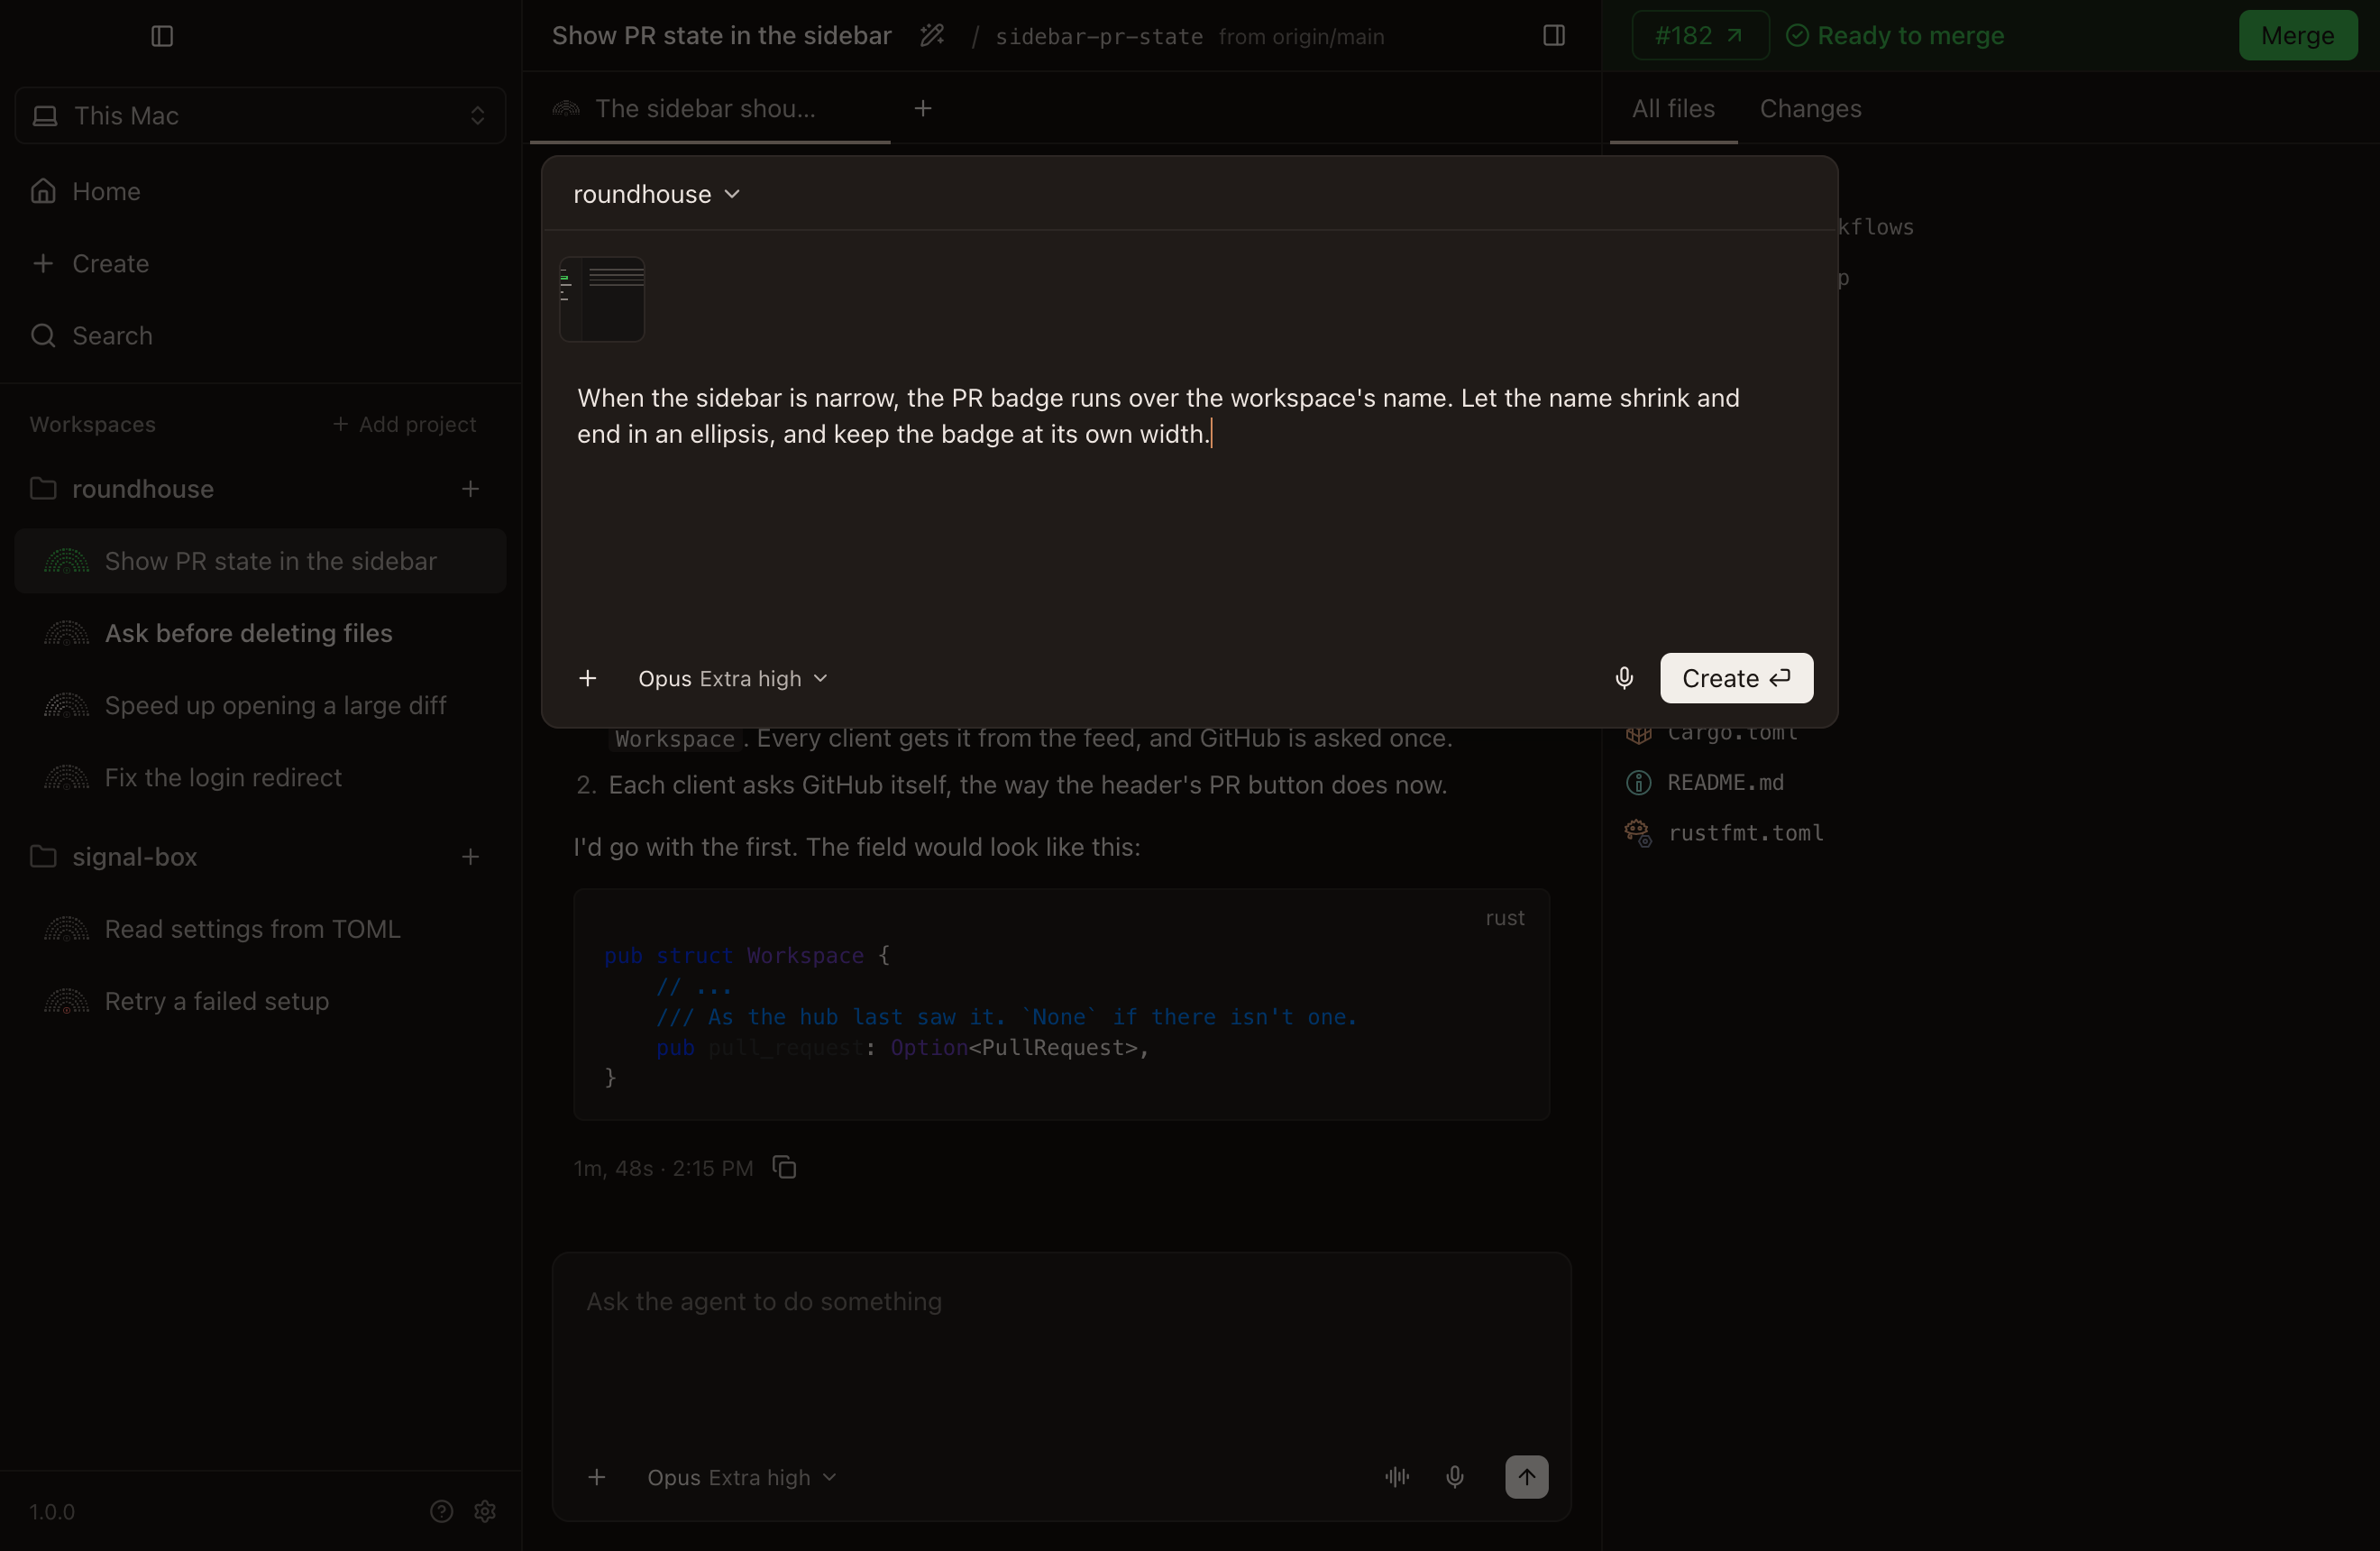 Show PR state in the sidebar / sidebar-pr-state from origin/main
#182 Ready to merge
Merge
This Mac
The sidebar shou...
All files
Changes
Home
Create
Search
roundhouse
kflows
p
When the sidebar is narrow, the PR badge runs over the workspace's name. Let the name shrink and
end in an ellipsis, and keep the badge at its own width.
Opus Extra high
Create
Workspaces
Add project
roundhouse
Show PR state in the sidebar
Ask before deleting files
Speed up opening a large diff
Fix the login redirect
signal-box
Read settings from TOML
Retry a failed setup
Workspace. Every client gets it from the feed, and GitHub is asked once.
2. Each client asks GitHub itself, the way the header's PR button does now.
I'd go with the first. The field would look like this:
rust
pub struct Workspace {
// ...
/// As the hub last saw it. `None` if there isn't one.
pub pull_request: Option<PullRequest>,
}
1m, 48s · 2:15 PM
Ask the agent to do something
Opus Extra high
Cargo.toml
README.md
rustfmt.toml
1.0.0